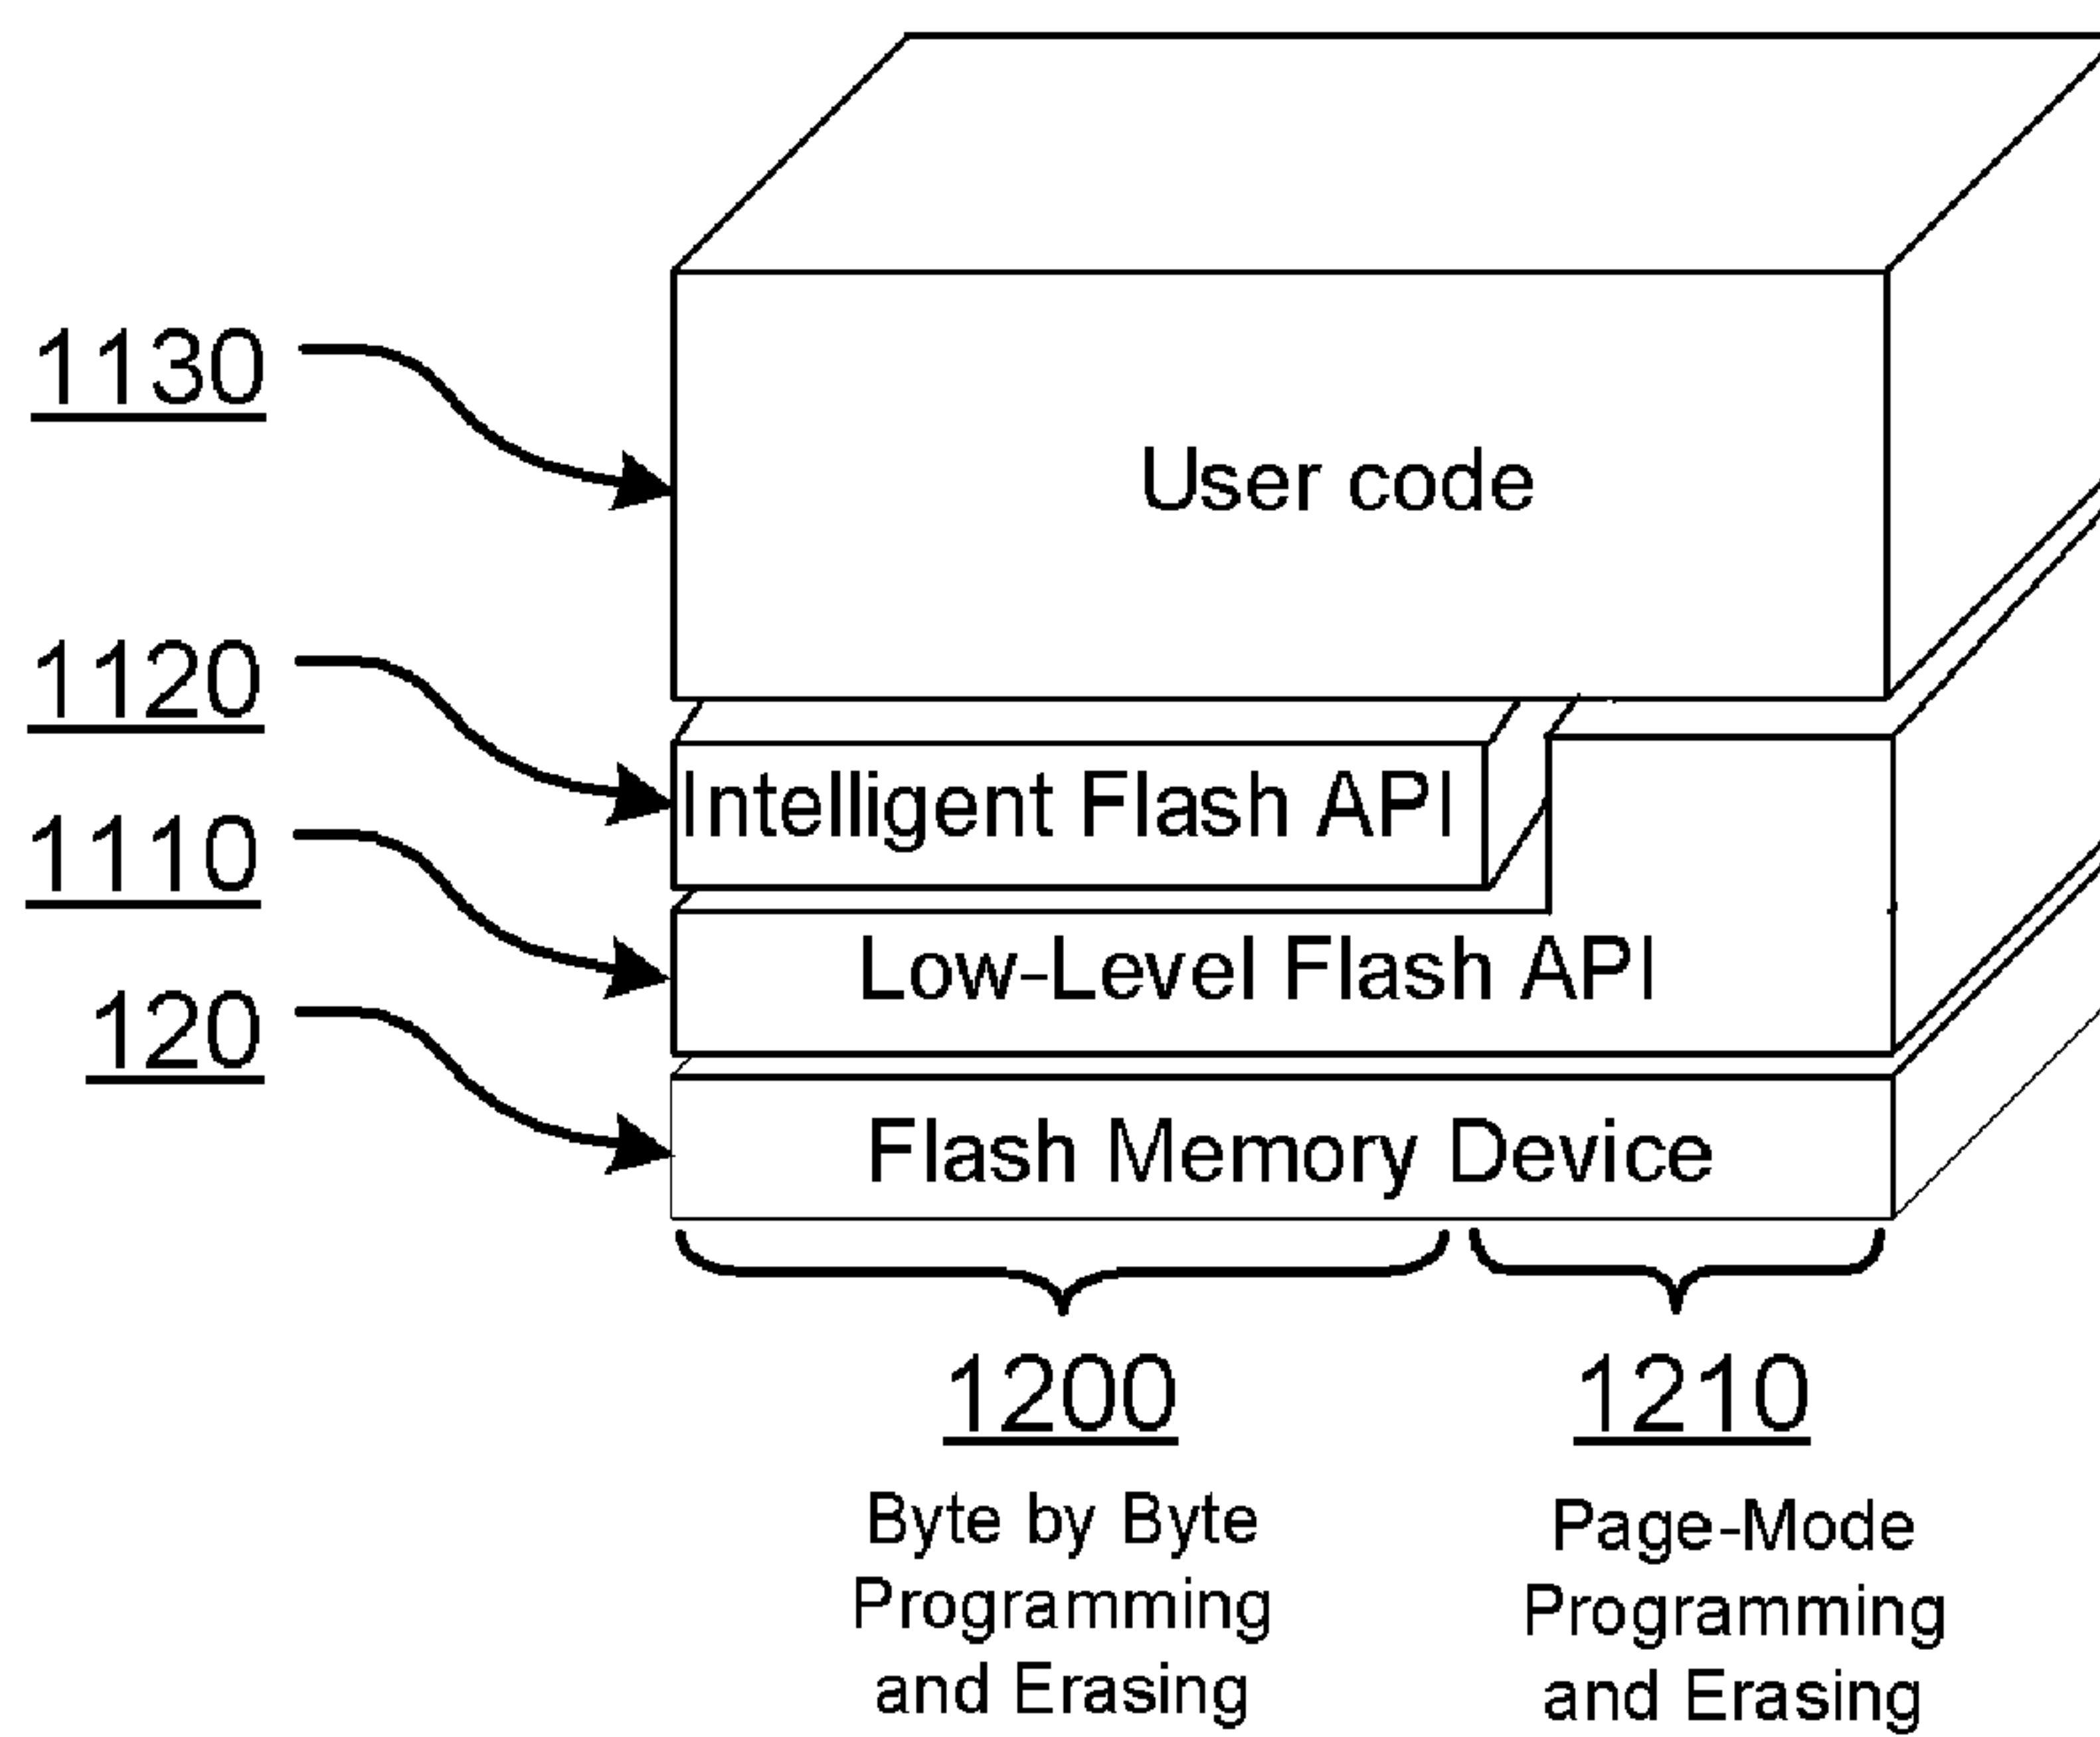 1130
User code
1120
Intelligent Flash API
1110
Low-Level Flash API
120
Flash Memory Device
1200
Byte by Byte
Programming
and Erasing
1210
Page-Mode
Programming
and Erasing